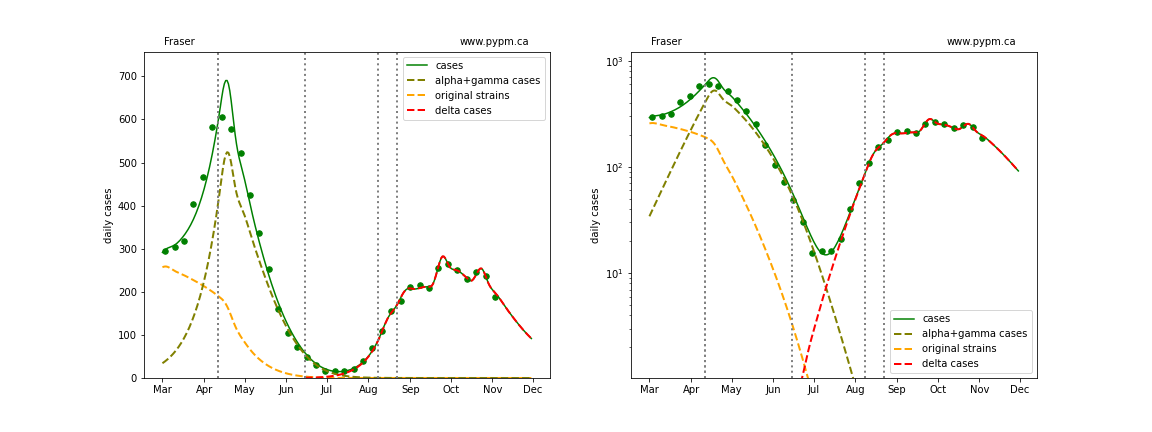 Fraser www.pypm.ca
daily cases
700
600
500
400
300
200
100
0
Mar Apr May Jun Jul Aug Sep Oct Nov Dec
cases
alpha+gamma cases
original strains
delta cases
Fraser www.pypm.ca
daily cases
10³
10²
10¹
Mar Apr May Jun Jul Aug Sep Oct Nov Dec
cases
alpha+gamma cases
original strains
delta cases